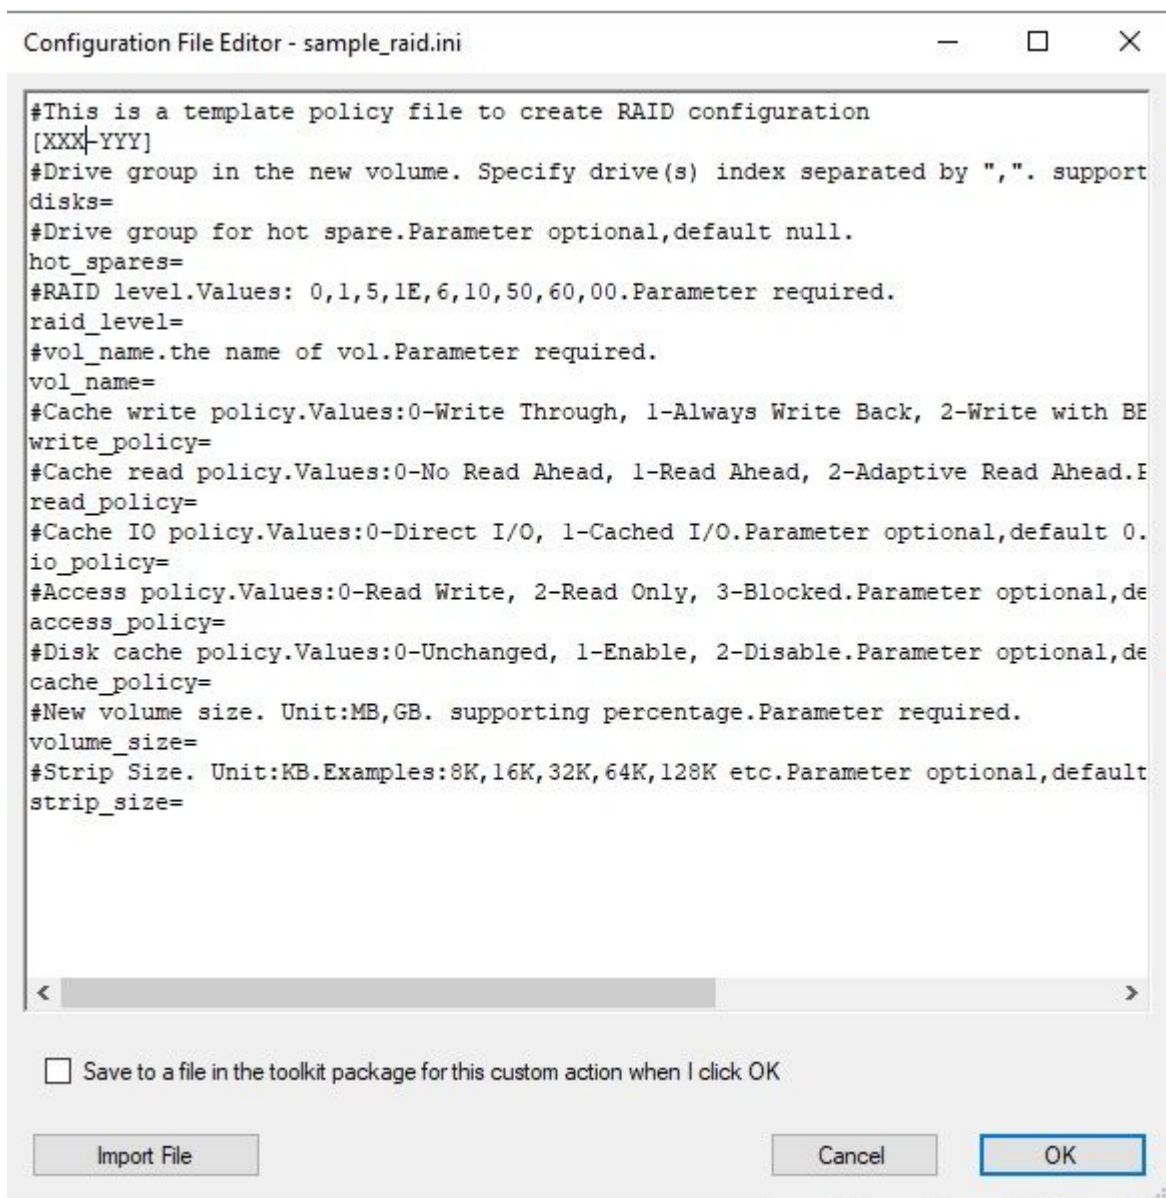 Configuration File Editor - sample_raid.ini
#This is a template policy file to create RAID configuration
[XXX-YYY]
#Drive group in the new volume. Specify drive(s) index separated by ",". support
disks=
#Drive group for hot spare.Parameter optional,default null.
hot_spares=
#RAID level.Values: 0,1,5,1E,6,10,50,60,00.Parameter required.
raid_level=
#vol_name.the name of vol.Parameter required.
vol_name=
#Cache write policy.Values:0-Write Through, 1-Always Write Back, 2-Write with BB
write_policy=
#Cache read policy.Values:0-No Read Ahead, 1-Read Ahead, 2-Adaptive Read Ahead.P
read_policy=
#Cache IO policy.Values:0-Direct I/O, 1-Cached I/O.Parameter optional,default 0.
io_policy=
#Access policy.Values:0-Read Write, 2-Read Only, 3-Blocked.Parameter optional,de
access_policy=
#Disk cache policy.Values:0-Unchanged, 1-Enable, 2-Disable.Parameter optional,de
cache_policy=
#New volume size. Unit:MB,GB. supporting percentage.Parameter required.
volume_size=
#Strip Size. Unit:KB.Examples:8K,16K,32K,64K,128K etc.Parameter optional,default
strip_size=
Save to a file in the toolkit package for this custom action when I click OK
Import File
Cancel
OK